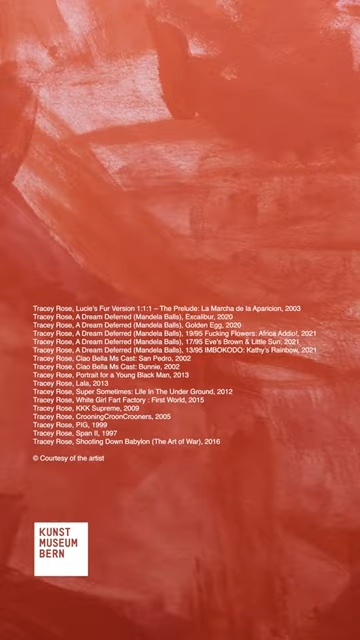 Tracey Rose, Lucie's Fur Version 1:1:1 – The Prelude: La Marcha de la Aparicion, 2003
Tracey Rose, A Dream Deferred (Mandela Balls), Excalibur, 2020
Tracey Rose, A Dream Deferred (Mandela Balls), Golden Egg, 2020
Tracey Rose, A Dream Deferred (Mandela Balls), 19/95 Fucking Flowers: Africa Addio!, 2021
Tracey Rose, A Dream Deferred (Mandela Balls), 17/95 Eve's Brown & Little Sun, 2021
Tracey Rose, A Dream Deferred (Mandela Balls), 13/95 IMBOKODO: Kathy's Rainbow, 2021
Tracey Rose, Ciao Bella Ms Cast: San Pedro, 2002
Tracey Rose, Ciao Bella Ms Cast: Bunnie, 2002
Tracey Rose, Portrait for a Young Black Man, 2013
Tracey Rose, Lala, 2013
Tracey Rose, Super Sometimes: Life In The Under Ground, 2012
Tracey Rose, White Girl Fart Factory : First World, 2015
Tracey Rose, KKK Supreme, 2009
Tracey Rose, CrooningCroonCrooners, 2005
Tracey Rose, PIG, 1999
Tracey Rose, Span II, 1997
Tracey Rose, Shooting Down Babylon (The Art of War), 2016
© Courtesy of the artist
KUNST
MUSEUM
BERN